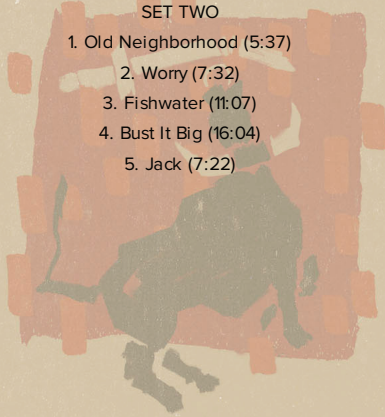 SET TWO
1. Old Neighborhood (5:37)
2. Worry (7:32)
3. Fishwater (11:07)
4. Bust It Big (16:04)
5. Jack (7:22)